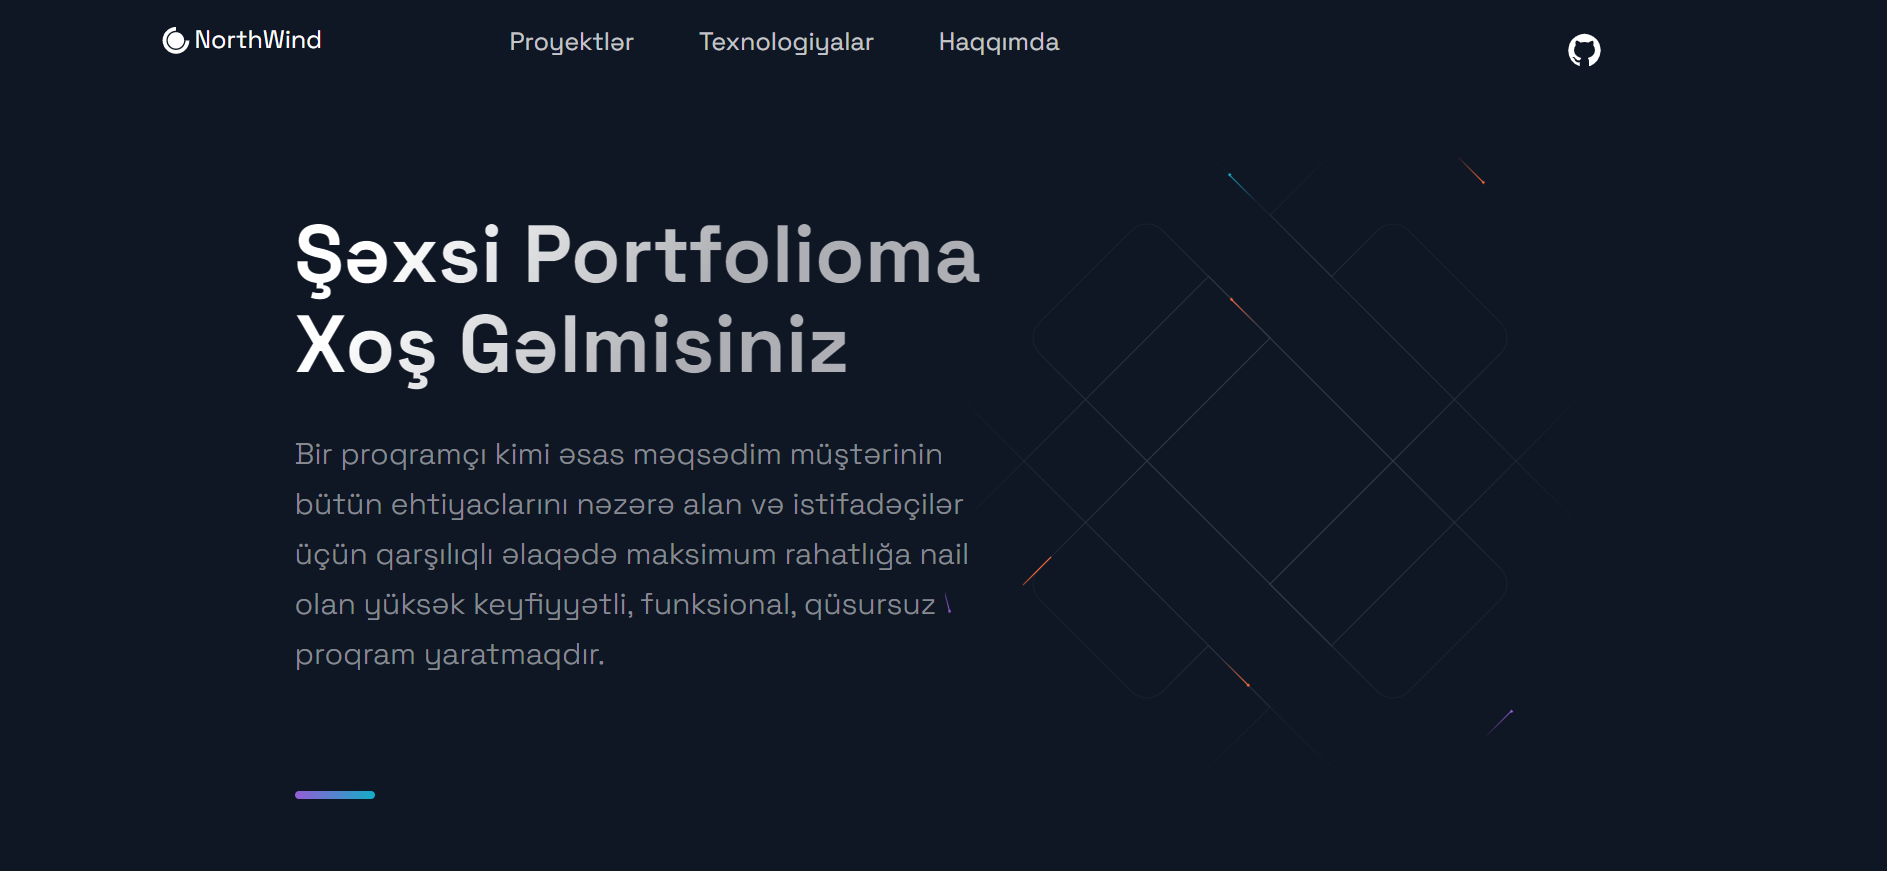 NorthWind
Proyektlər
Texnologiyalar
Haqqımda
Şəxsi Portfolioma
Xoş Gəlmisiniz
Bir proqramçı kimi əsas məqsədim müştərinin
bütün ehtiyaclarını nəzərə alan və istifadəçilər
üçün qarşılıqlı əlaqədə maksimum rahatlığa nail
olan yüksək keyfiyyətli, funksional, qüsursuz
proqram yaratmaqdır.